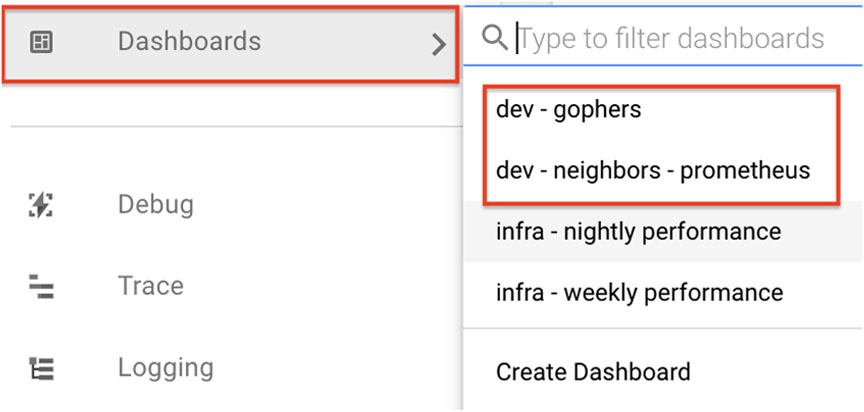 Dashboards
Debug
Trace
Logging
Type to filter dashboards
dev - gophers
dev - neighbors - prometheus
infra - nightly performance
infra - weekly performance
Create Dashboard